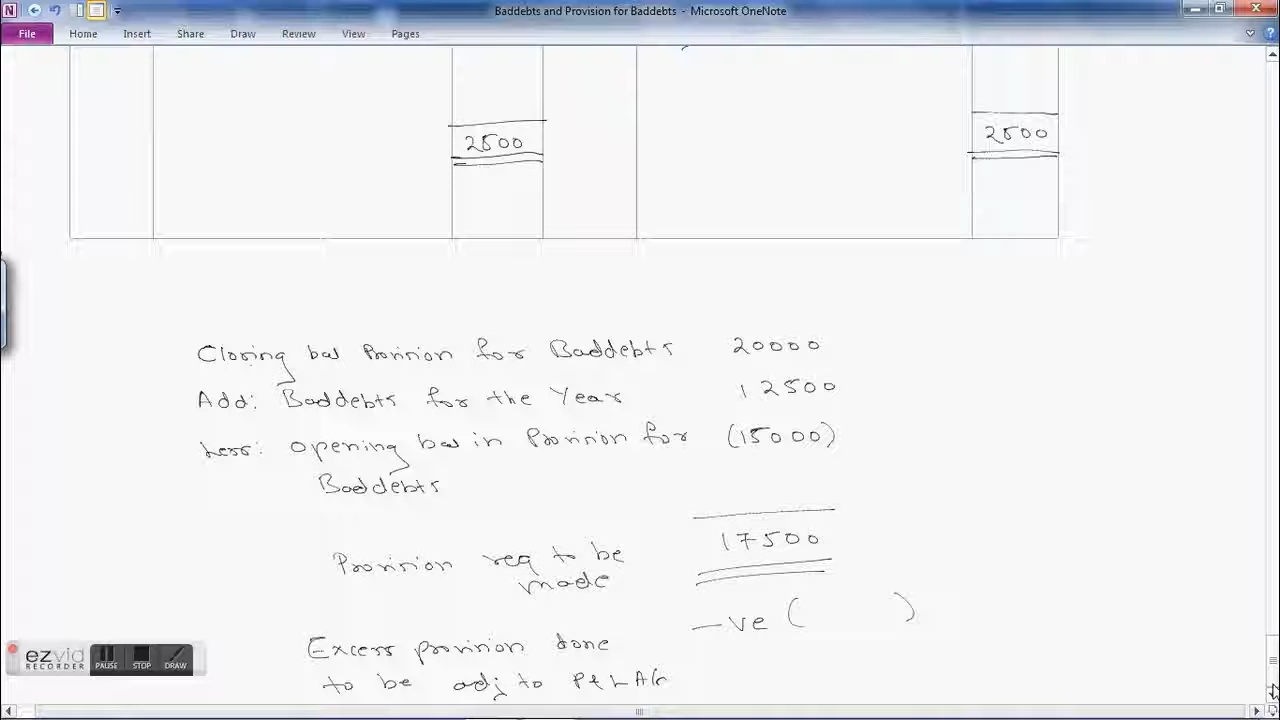 Baddebts and Provision for Baddebts - Microsoft OneNote
File Home Insert Share Draw Review View Pages
2500 2500
Closing bal Provision for Baddebts 20000
Add: Baddebts for the Year 12500
Less: Opening bal in Provision for (15000)
Baddebts
Provision req to be 17500
made
-ve ( )
Excess provision done
to be adj to P&L A/c
ezvid
RECORDER
PAUSE STOP DRAW